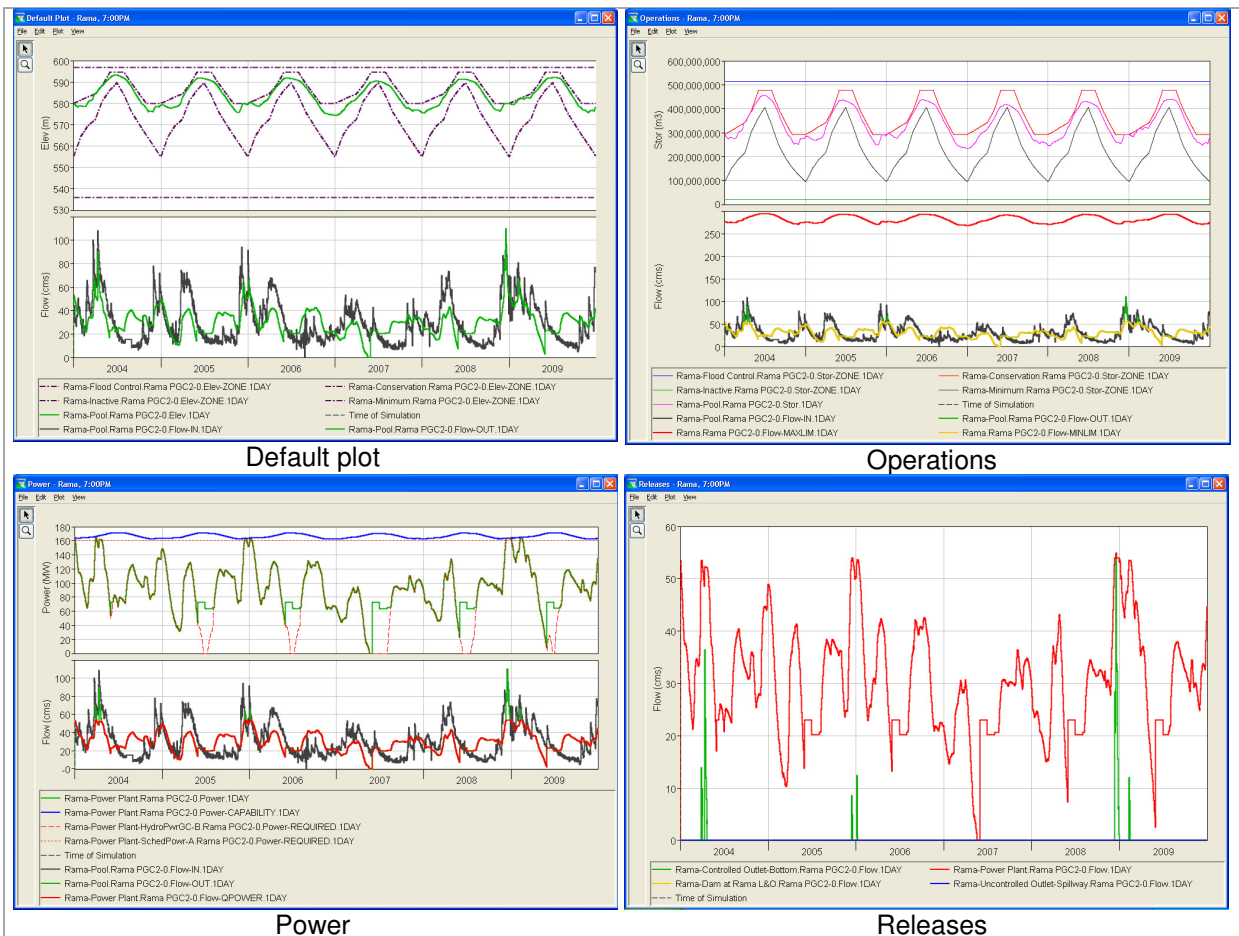 Default Plot - Rama, 7:00PM
File Edit Plot View
600
590
580
570
560
550
540
530
Elev (m)
100
80
60
40
20
0
Flow (cms)
2004 2005 2006 2007 2008 2009
Rama-Flood Control.Rama PGC2-0.Elev-ZONE.1DAY Rama-Conservation.Rama PGC2-0.Elev-ZONE.1DAY
Rama-Inactive.Rama PGC2-0.Elev-ZONE.1DAY Rama-Minimum.Rama PGC2-0.Elev-ZONE.1DAY
Rama-Pool.Rama PGC2-0.Elev.1DAY Time of Simulation
Rama-Pool.Rama PGC2-0.Flow-IN.1DAY Rama-Pool.Rama PGC2-0.Flow-OUT.1DAY
Default plot
Operations - Rama, 7:00PM
File Edit Plot View
600,000,000
500,000,000
400,000,000
300,000,000
200,000,000
100,000,000
0
Stor (m3)
250
200
150
100
50
0
Flow (cms)
2004 2005 2006 2007 2008 2009
Rama-Flood Control.Rama PGC2-0.Stor-ZONE.1DAY Rama-Conservation.Rama PGC2-0.Stor-ZONE.1DAY
Rama-Inactive.Rama PGC2-0.Stor-ZONE.1DAY Rama-Minimum.Rama PGC2-0.Stor-ZONE.1DAY
Rama-Pool.Rama PGC2-0.Stor.1DAY Time of Simulation
Rama-Pool.Rama PGC2-0.Flow-IN.1DAY Rama-Pool.Rama PGC2-0.Flow-OUT.1DAY
Rama.Rama PGC2-0.Flow-MAXLIM.1DAY Rama.Rama PGC2-0.Flow-MINLIM.1DAY
Operations
Power - Rama, 7:00PM
File Edit Plot View
180
160
140
120
100
80
60
40
20
0
Power (MW)
100
80
60
40
20
-0
Flow (cms)
2004 2005 2006 2007 2008 2009
Rama-Power Plant.Rama PGC2-0.Power.1DAY
Rama-Power Plant.Rama PGC2-0.Power-CAPABILITY.1DAY
Rama-Power Plant-HydroPwrGC-B.Rama PGC2-0.Power-REQUIRED.1DAY
Rama-Power Plant-SchedPowr-A.Rama PGC2-0.Power-REQUIRED.1DAY
Time of Simulation
Rama-Pool.Rama PGC2-0.Flow-IN.1DAY
Rama-Pool.Rama PGC2-0.Flow-OUT.1DAY
Rama-Power Plant.Rama PGC2-0.Flow-QPOWER.1DAY
Power
Releases - Rama, 7:00PM
File Edit Plot View
60
50
40
30
20
10
0
Flow (cms)
2004 2005 2006 2007 2008 2009
Rama-Controlled Outlet-Bottom.Rama PGC2-0.Flow.1DAY Rama-Power Plant.Rama PGC2-0.Flow.1DAY
Rama-Dam at Rama L&O.Rama PGC2-0.Flow.1DAY Rama-Uncontrolled Outlet-Spillway.Rama PGC2-0.Flow.1DAY
Time of Simulation
Releases